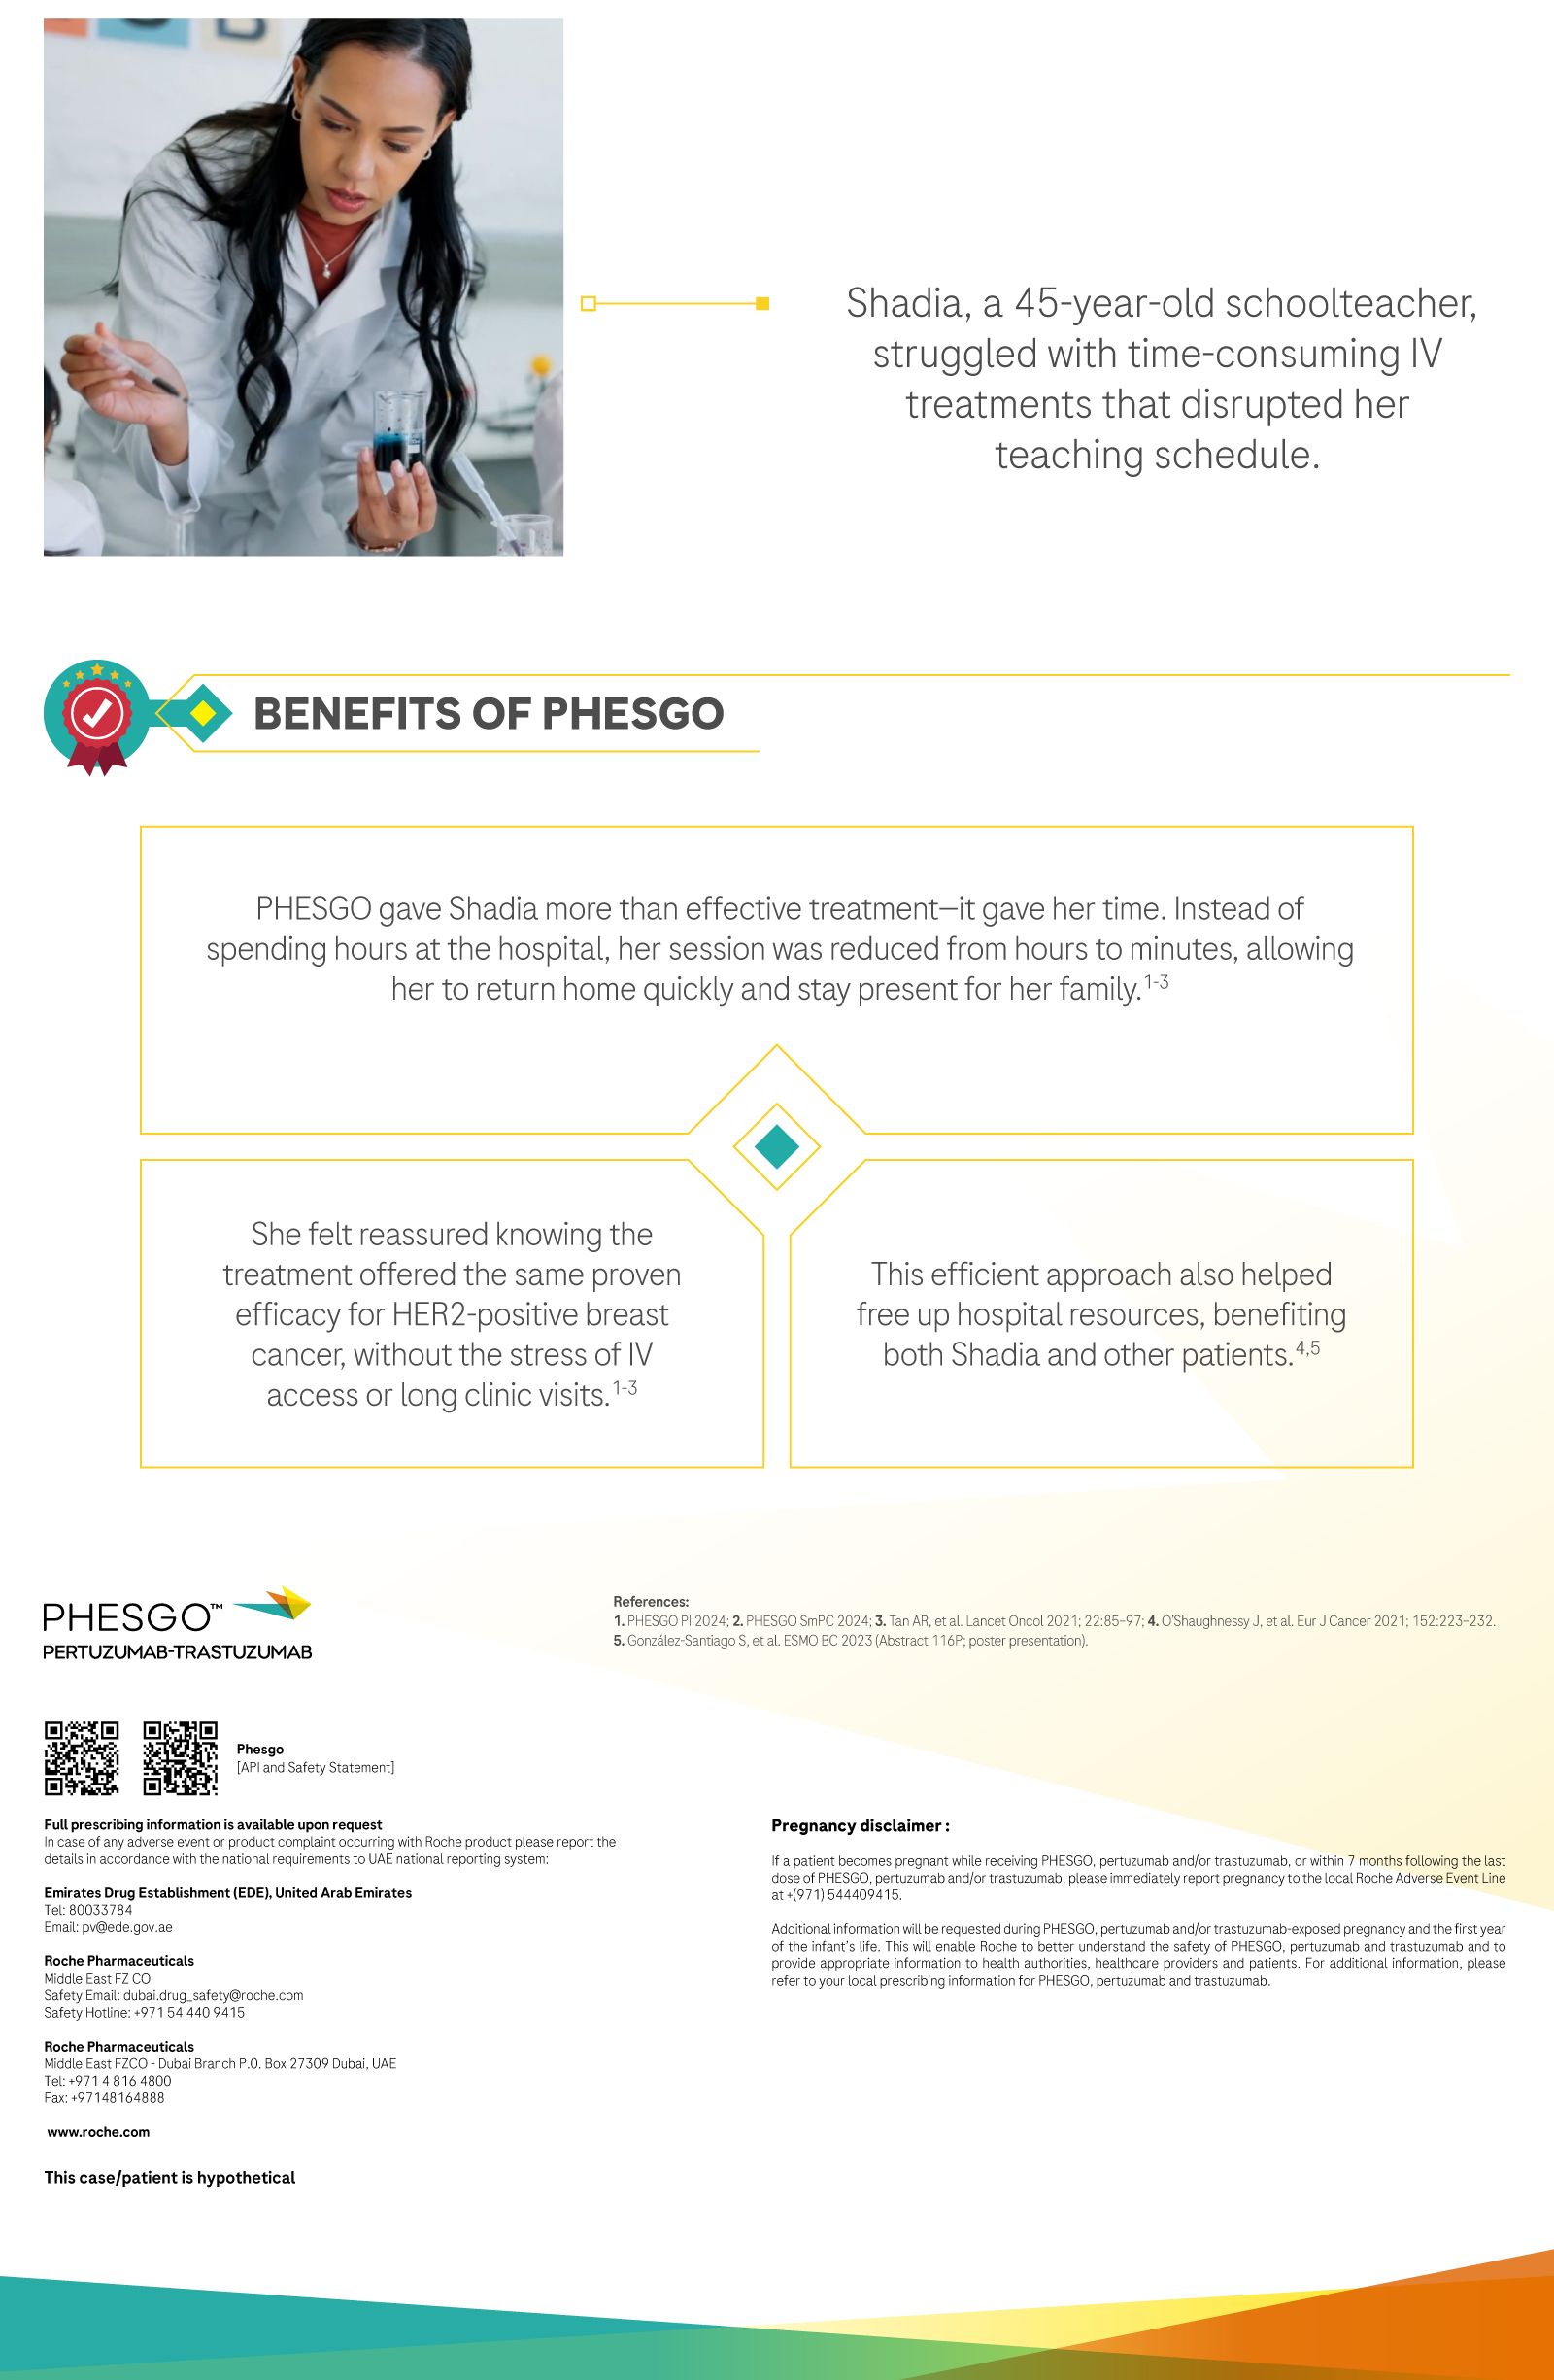 Shadia, a 45-year-old schoolteacher,
struggled with time-consuming IV
treatments that disrupted her
teaching schedule.
BENEFITS OF PHESGO
PHESGO gave Shadia more than effective treatment—it gave her time. Instead of
spending hours at the hospital, her session was reduced from hours to minutes, allowing
her to return home quickly and stay present for her family.1-3
She felt reassured knowing the
treatment offered the same proven
efficacy for HER2-positive breast
cancer, without the stress of IV
access or long clinic visits.1-3
This efficient approach also helped
free up hospital resources, benefiting
both Shadia and other patients.4,5
PHESGO™
PERTUZUMAB-TRASTUZUMAB
References:
1. PHESGO PI 2024; 2. PHESGO SmPC 2024; 3. Tan AR, et al. Lancet Oncol 2021; 22:85–97; 4. O'Shaughnessy J, et al. Eur J Cancer 2021; 152:223–232.
5. González-Santiago S, et al. ESMO BC 2023 (Abstract 116P; poster presentation).
Phesgo
[API and Safety Statement]
Full prescribing information is available upon request
In case of any adverse event or product complaint occurring with Roche product please report the
details in accordance with the national requirements to UAE national reporting system:
Emirates Drug Establishment (EDE), United Arab Emirates
Tel: 80033784
Email: pv@ede.gov.ae
Roche Pharmaceuticals
Middle East FZ CO
Safety Email: dubai.drug_safety@roche.com
Safety Hotline: +971 54 440 9415
Roche Pharmaceuticals
Middle East FZCO - Dubai Branch P.O. Box 27309 Dubai, UAE
Tel: +971 4 816 4800
Fax: +97148164888
www.roche.com
This case/patient is hypothetical
Pregnancy disclaimer :
If a patient becomes pregnant while receiving PHESGO, pertuzumab and/or trastuzumab, or within 7 months following the last
dose of PHESGO, pertuzumab and/or trastuzumab, please immediately report pregnancy to the local Roche Adverse Event Line
at +(971) 544409415.
Additional information will be requested during PHESGO, pertuzumab and/or trastuzumab-exposed pregnancy and the first year
of the infant's life. This will enable Roche to better understand the safety of PHESGO, pertuzumab and trastuzumab and to
provide appropriate information to health authorities, healthcare providers and patients. For additional information, please
refer to your local prescribing information for PHESGO, pertuzumab and trastuzumab.